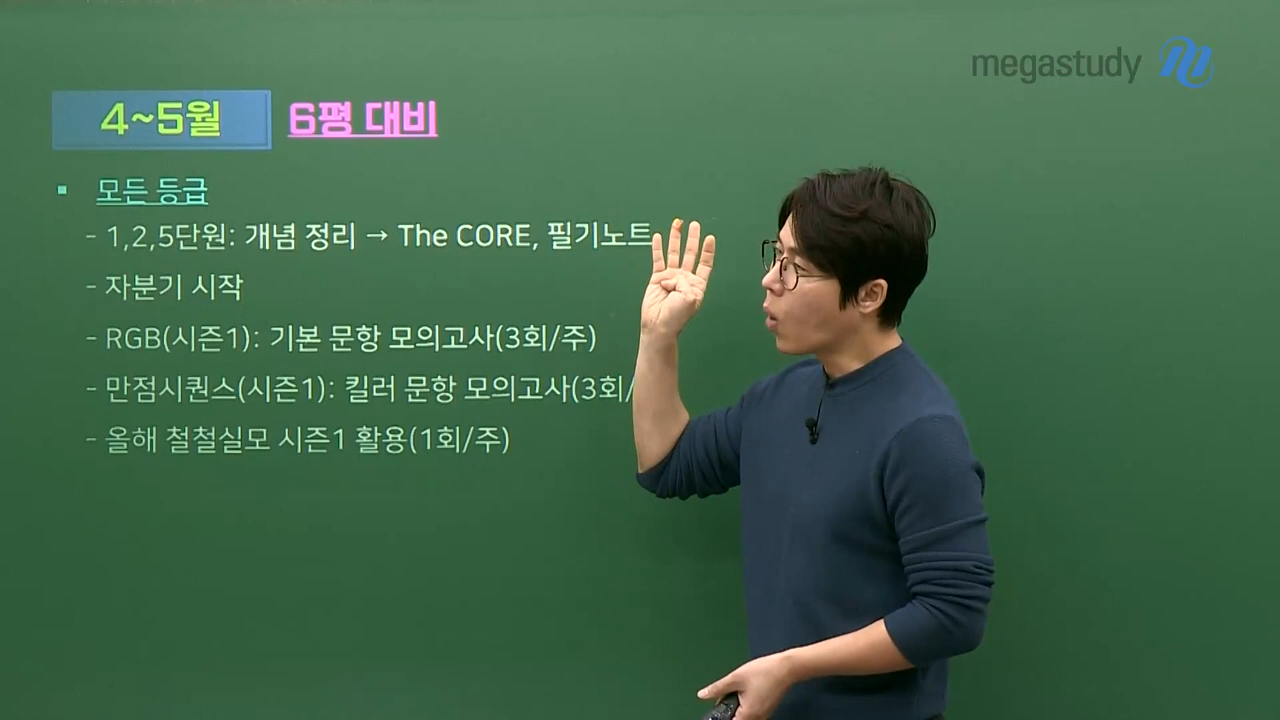 megastudy
4~5월 6평 대비
▪ 모든 등급
- 1,2,5단원: 개념 정리 → The CORE, 필기노트
- 자분기 시작
- RGB(시즌1): 기본 문항 모의고사(3회/주)
- 만점시퀀스(시즌1): 킬러 문항 모의고사(3회/
- 올해 철철실모 시즌1 활용(1회/주)